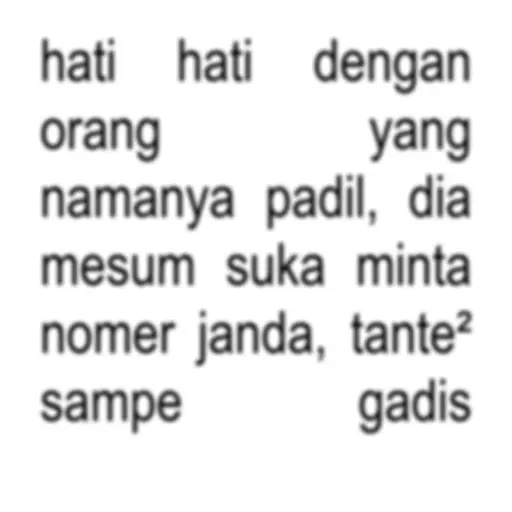 hati hati dengan
orang yang
namanya padil, dia
mesum suka minta
nomer janda, tante²
sampe gadis